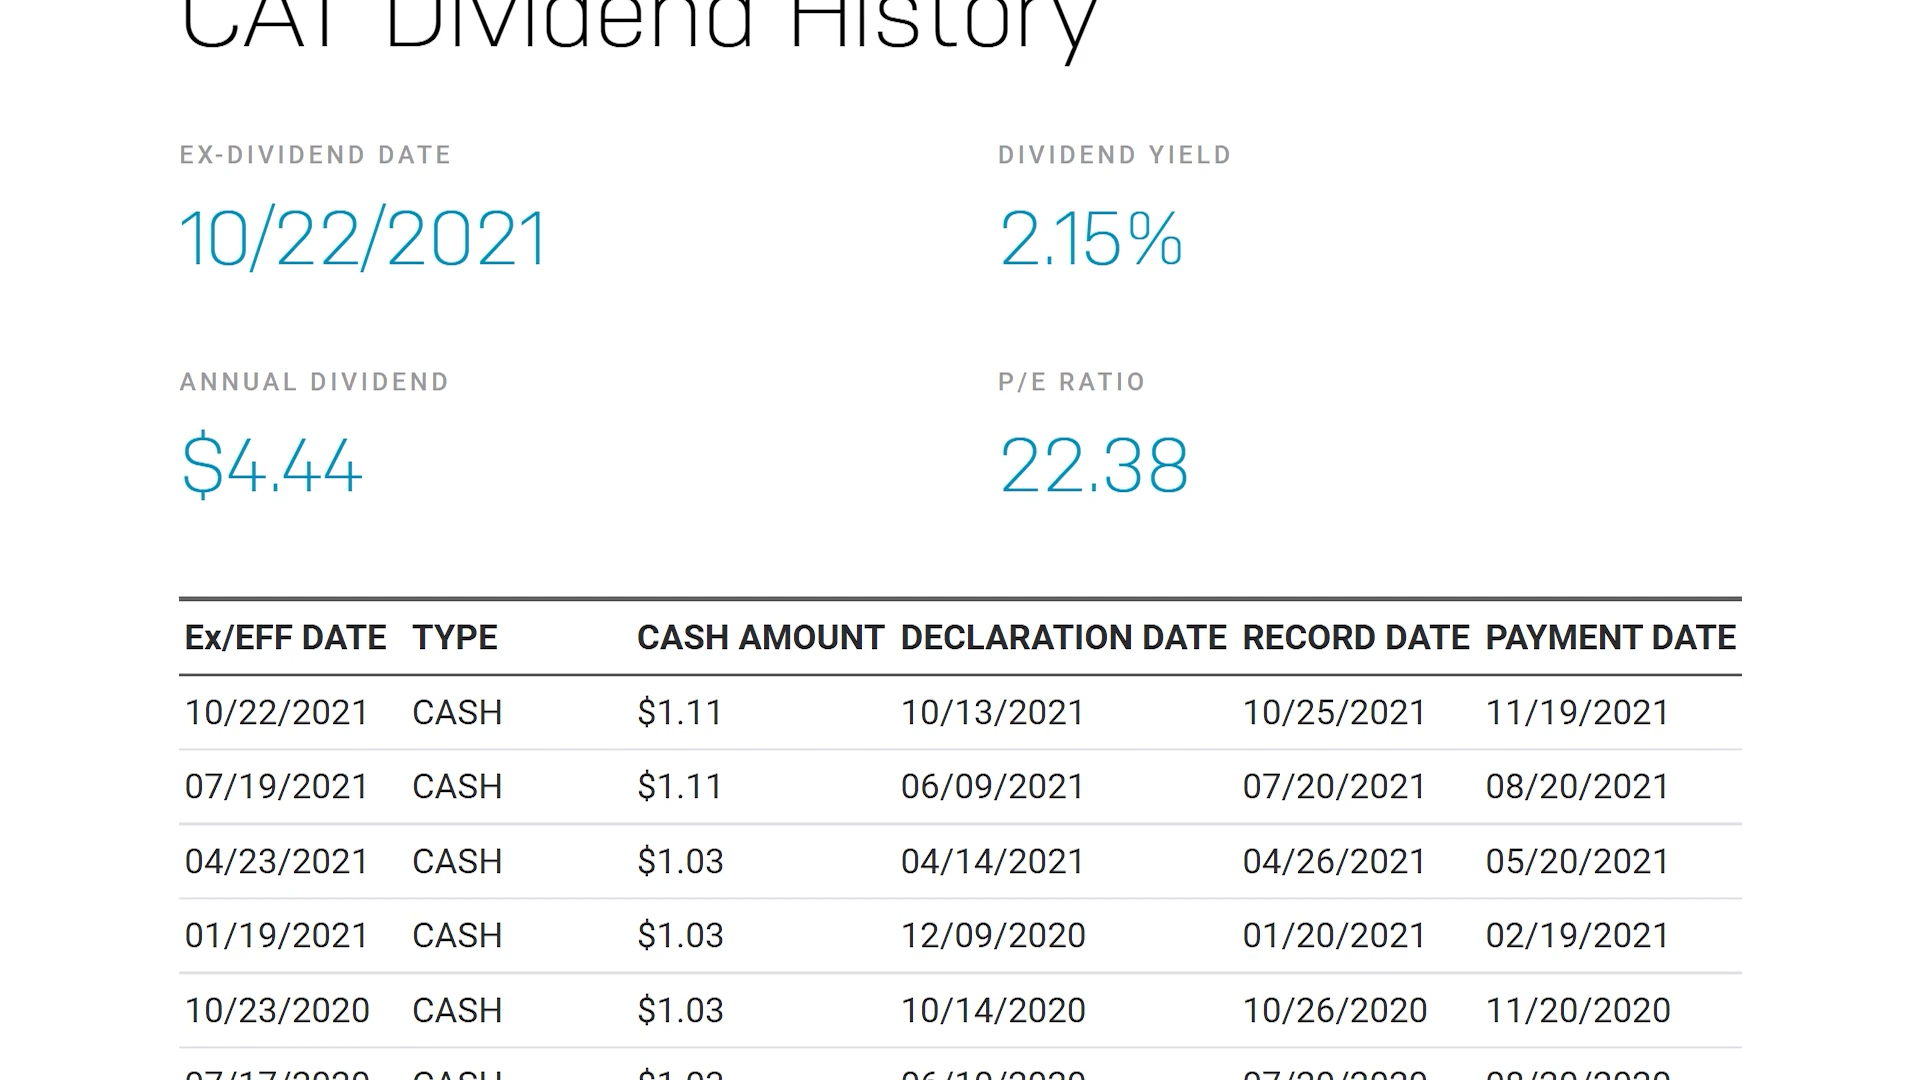 CAT Dividend History
EX-DIVIDEND DATE
DIVIDEND YIELD
10/22/2021
2.15%
ANNUAL DIVIDEND
P/E RATIO
$4.44
22.38
Ex/EFF DATE TYPE CASH AMOUNT DECLARATION DATE RECORD DATE PAYMENT DATE
10/22/2021 CASH $1.11 10/13/2021 10/25/2021 11/19/2021
07/19/2021 CASH $1.11 06/09/2021 07/20/2021 08/20/2021
04/23/2021 CASH $1.03 04/14/2021 04/26/2021 05/20/2021
01/19/2021 CASH $1.03 12/09/2020 01/20/2021 02/19/2021
10/23/2020 CASH $1.03 10/14/2020 10/26/2020 11/20/2020